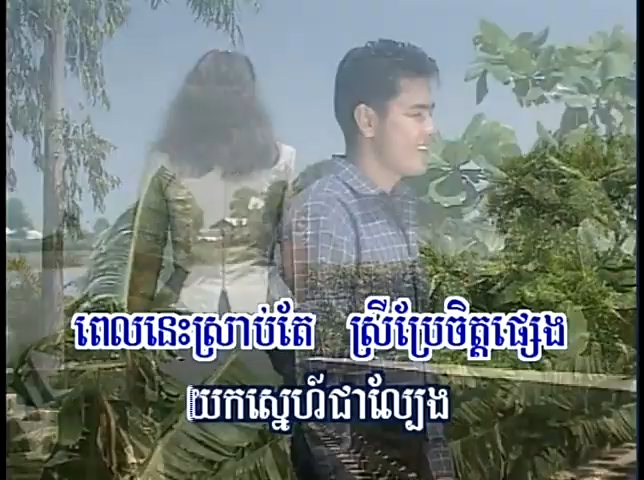 ពេលនេះស្រាប់តែ ស្រីប្រែចិត្តផ្សេង
យកស្នេហ៍ជាល្បែង